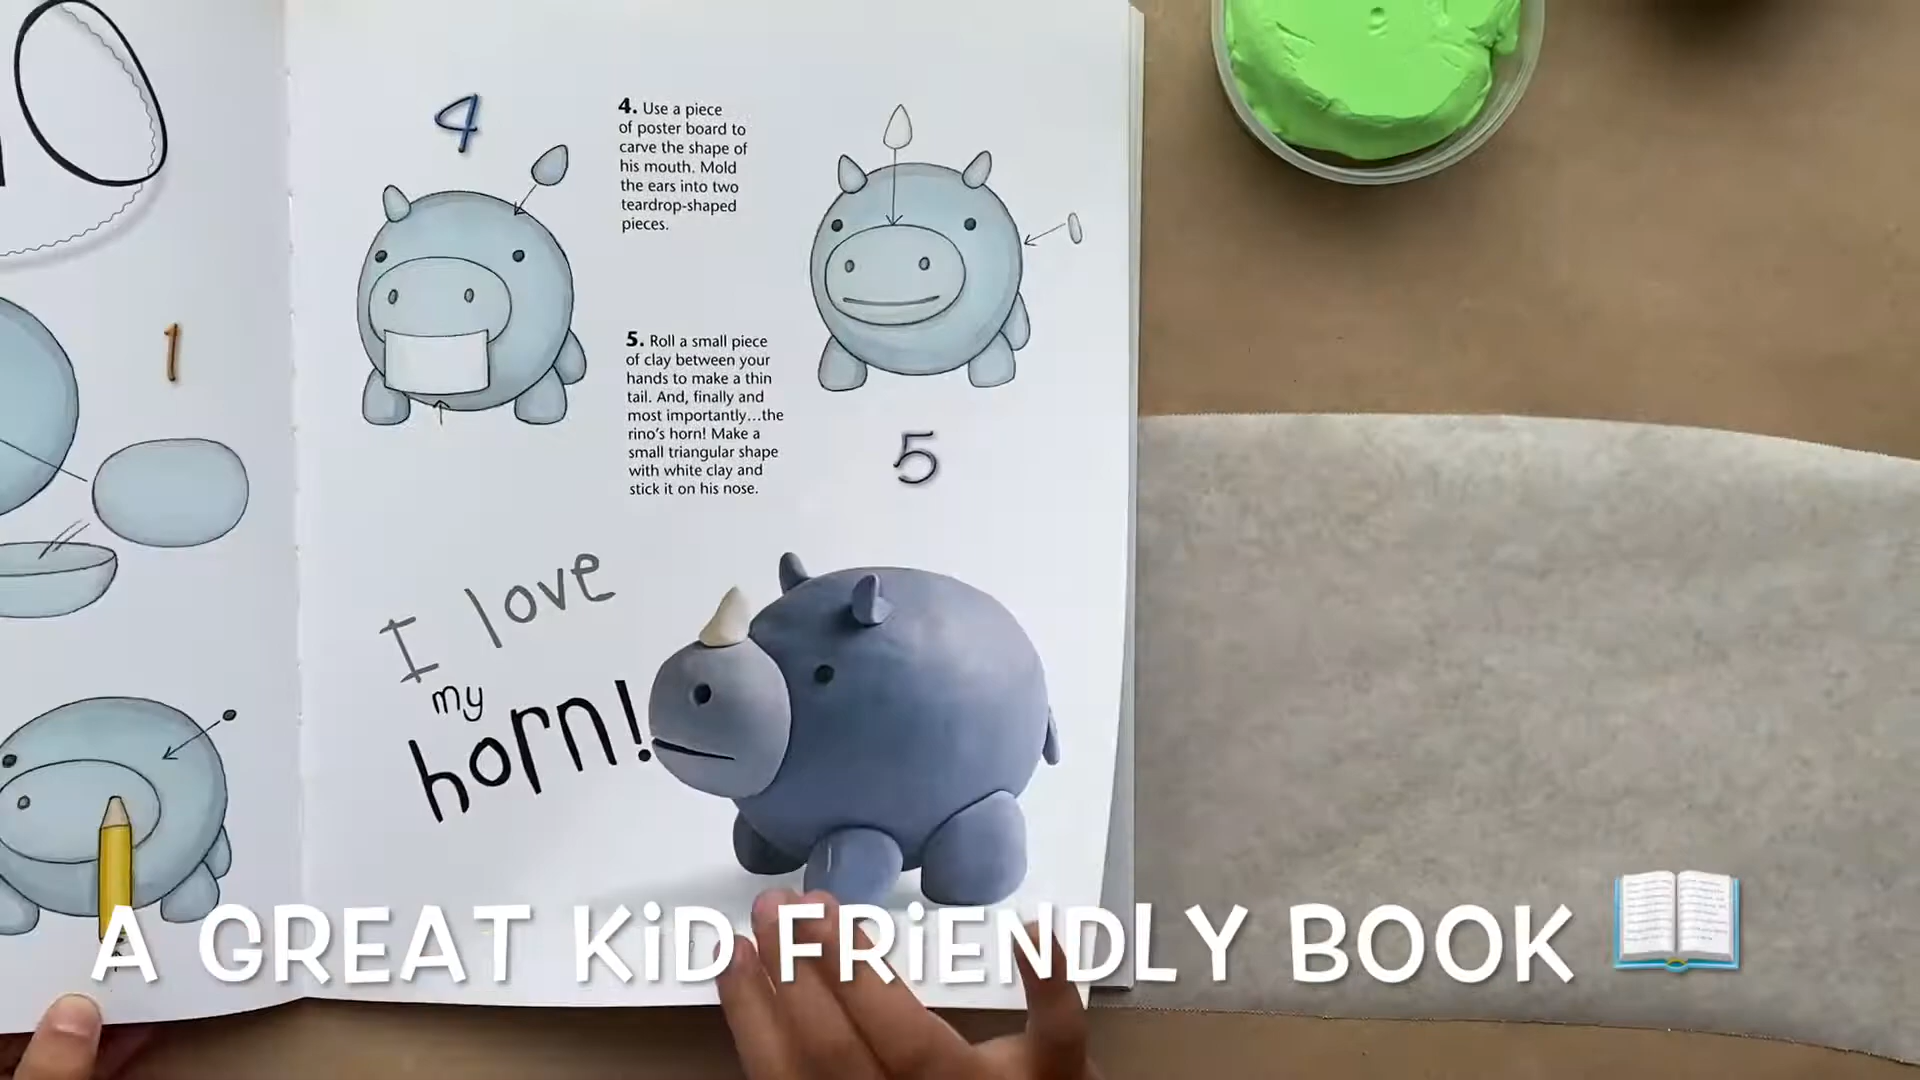 1
4
4. Use a piece
of poster board to
carve the shape of
his mouth. Mold
the ears into two
teardrop-shaped
pieces.
5. Roll a small piece
of clay between your
hands to make a thin
tail. And, finally and
most importantly...the
rino's horn! Make a
small triangular shape
with white clay and
stick it on his nose.
5
I love
my
horn!
A GREAT KiD FRiENDLY BOOK 📖